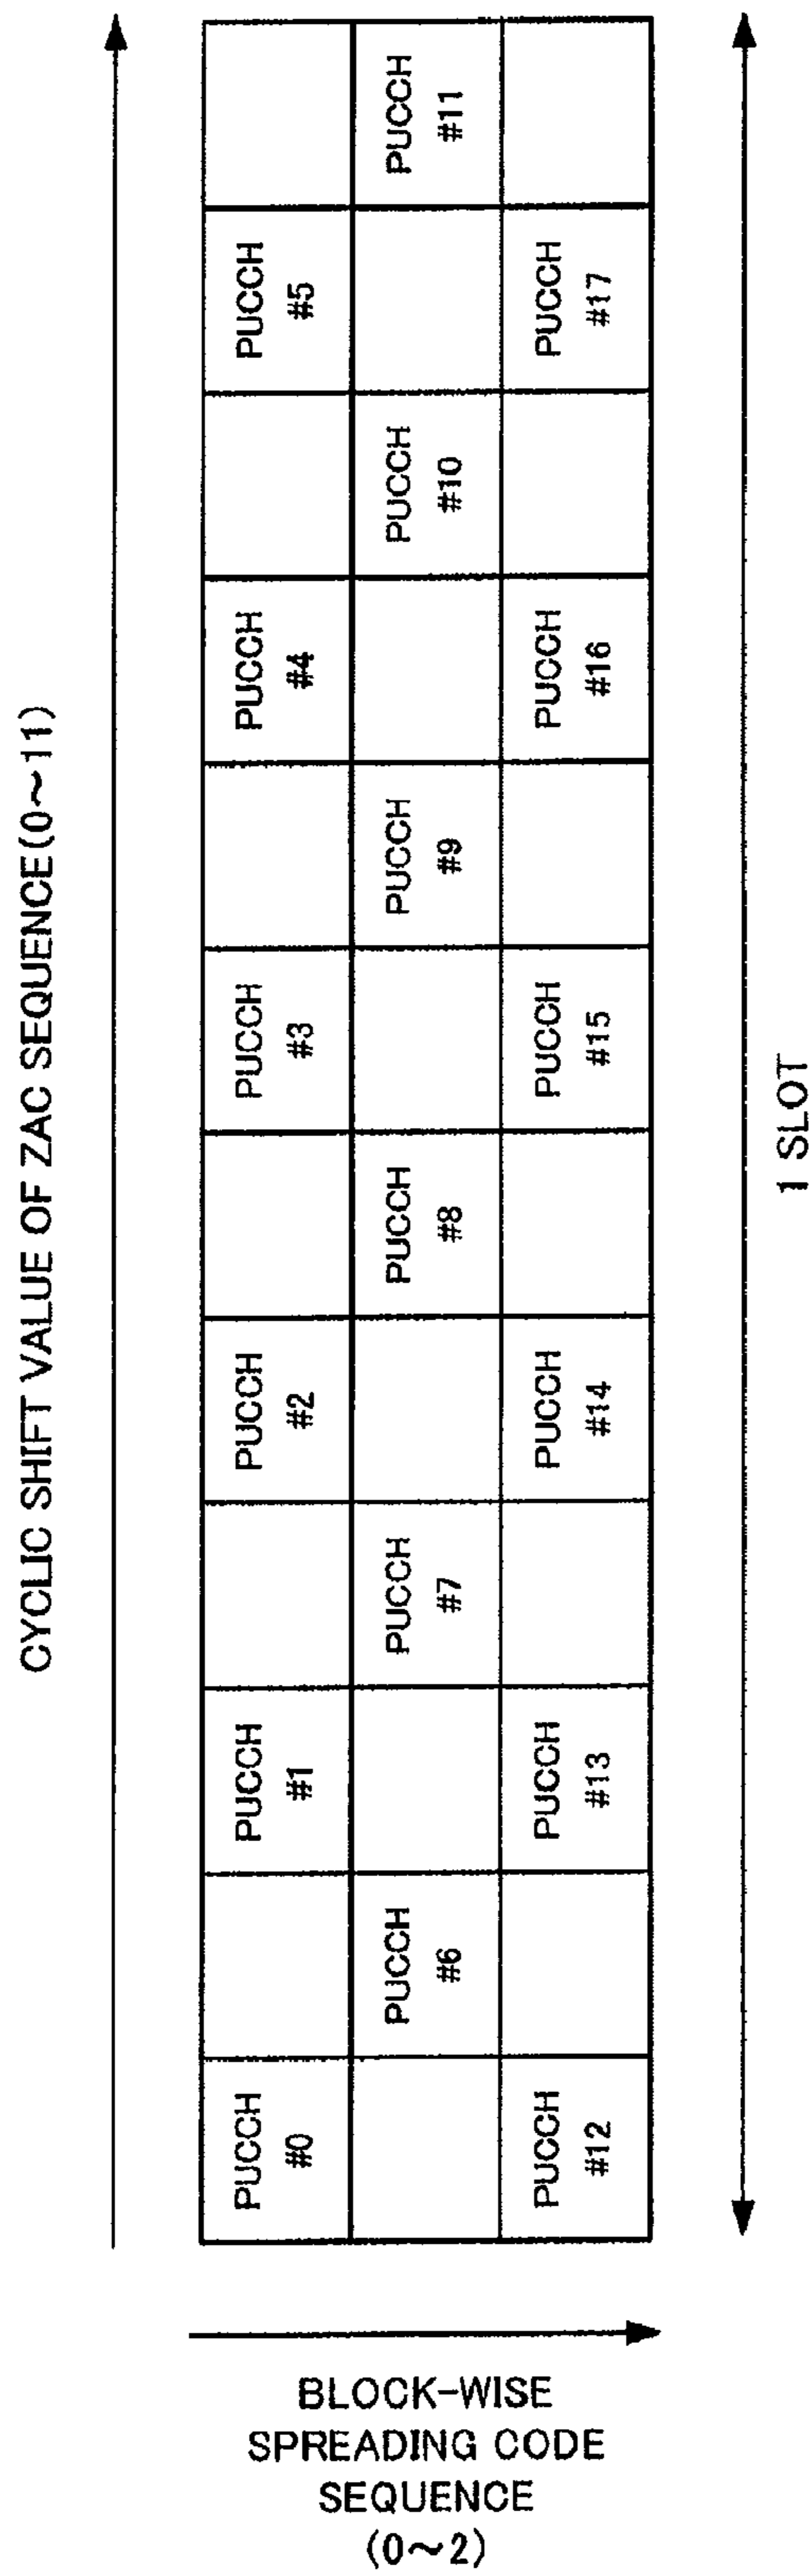 CYCLIC SHIFT VALUE OF ZAC SEQUENCE(0~11)
PUCCH
#0
PUCCH
#1
PUCCH
#2
PUCCH
#3
PUCCH
#4
PUCCH
#5
PUCCH
#6
PUCCH
#7
PUCCH
#8
PUCCH
#9
PUCCH
#10
PUCCH
#11
PUCCH
#12
PUCCH
#13
PUCCH
#14
PUCCH
#15
PUCCH
#16
PUCCH
#17
1 SLOT
BLOCK-WISE
SPREADING CODE
SEQUENCE
(0~2)